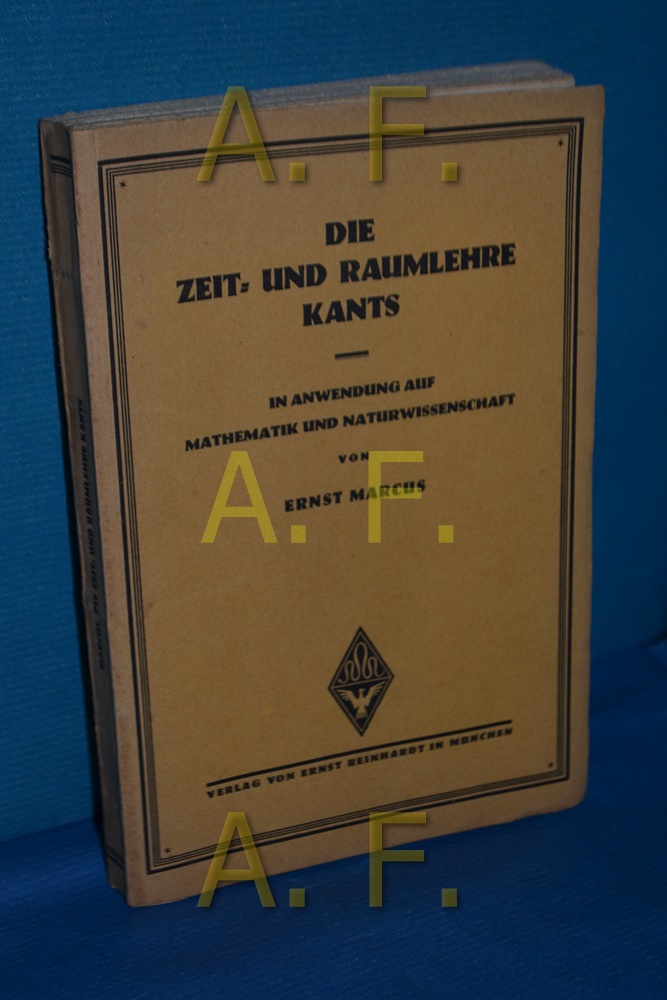 A. F.
DIE
ZEIT= UND RAUMLEHRE
KANTS
IN ANWENDUNG AUF
MATHEMATIK UND NATURWISSENSCHAFT
VON
ERNST MARCUS
A. F.
VERLAG VON ERNST REINHARDT IN MÜNCHEN
A. F.
MARCUS, DIE ZEIT= UND RAUMLEHRE KANTS